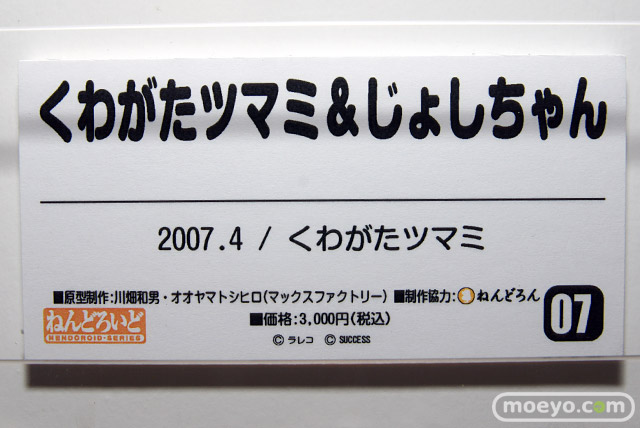 くわがたツマミ&じょしちゃん
2007.4 / くわがたツマミ
■原型制作:川畑和男・オオヤマトシヒロ(マックスファクトリー) ■制作協力:ねんどろん
ねんどろいど
NENDOROID-SERIES
■価格:3,000円(税込)
07
© ラレコ © SUCCESS
moeyo.com